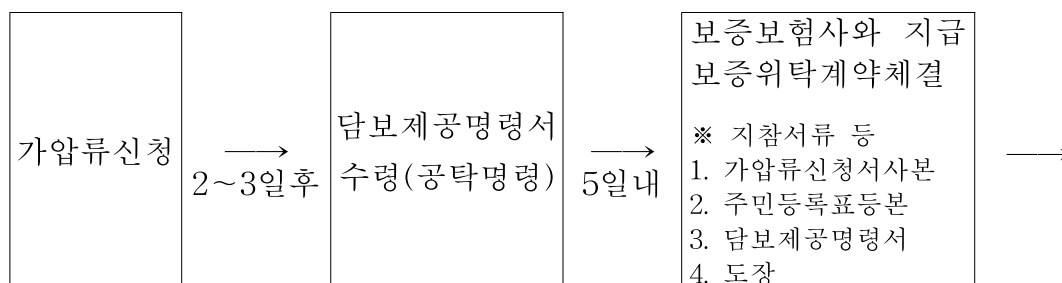 가압류신청
2~3일후
담보제공명령서
수령(공탁명령)
5일내
보증보험사와 지급
보증위탁계약체결
※ 지참서류 등
1. 가압류신청서사본
2. 주민등록표등본
3. 담보제공명령서
4. 도장